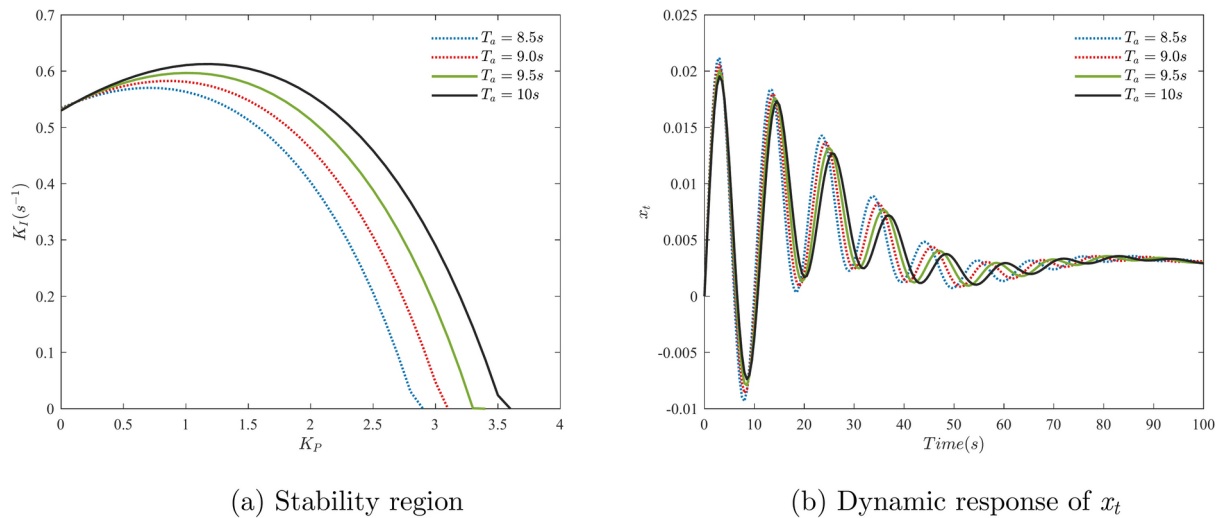 0.7
0.6
0.5
0.4
0.3
0.2
0.1
0
K_I(s^{-1})
0
0.5
1
1.5
2
2.5
3
3.5
4
K_P
T_a = 8.5s
T_a = 9.0s
T_a = 9.5s
T_a = 10s
(a) Stability region
0.025
0.02
0.015
0.01
0.005
0
-0.005
-0.01
x_t
0
10
20
30
40
50
60
70
80
90
100
Time(s)
T_a = 8.5s
T_a = 9.0s
T_a = 9.5s
T_a = 10s
(b) Dynamic response of x_t